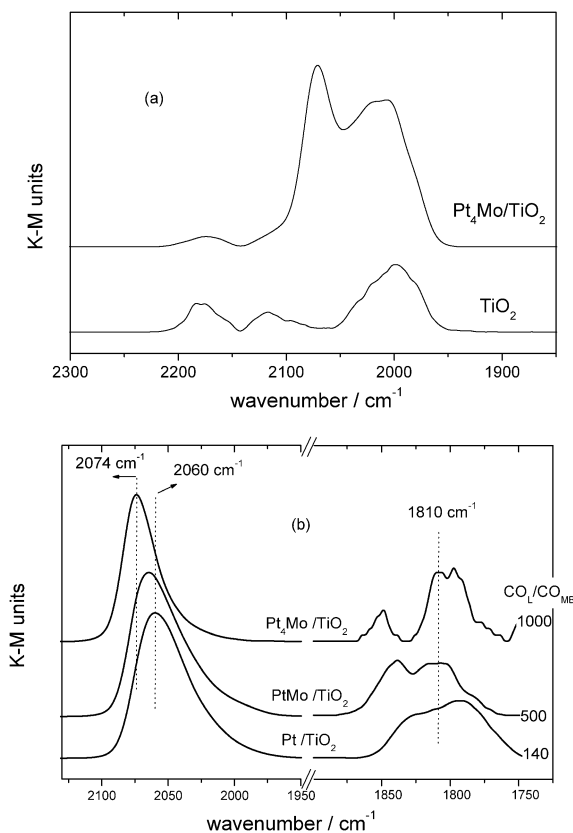 (a)
K-M units
Pt4Mo/TiO2
TiO2
2300 2200 2100 2000 1900
wavenumber / cm-1
2074 cm-1
2060 cm-1
(b)
1810 cm-1
COL/COMB
K-M units
Pt4Mo /TiO2
1000
PtMo /TiO2
500
Pt /TiO2
140
2100 2050 2000 1950 1850 1800 1750
wavenumber / cm-1